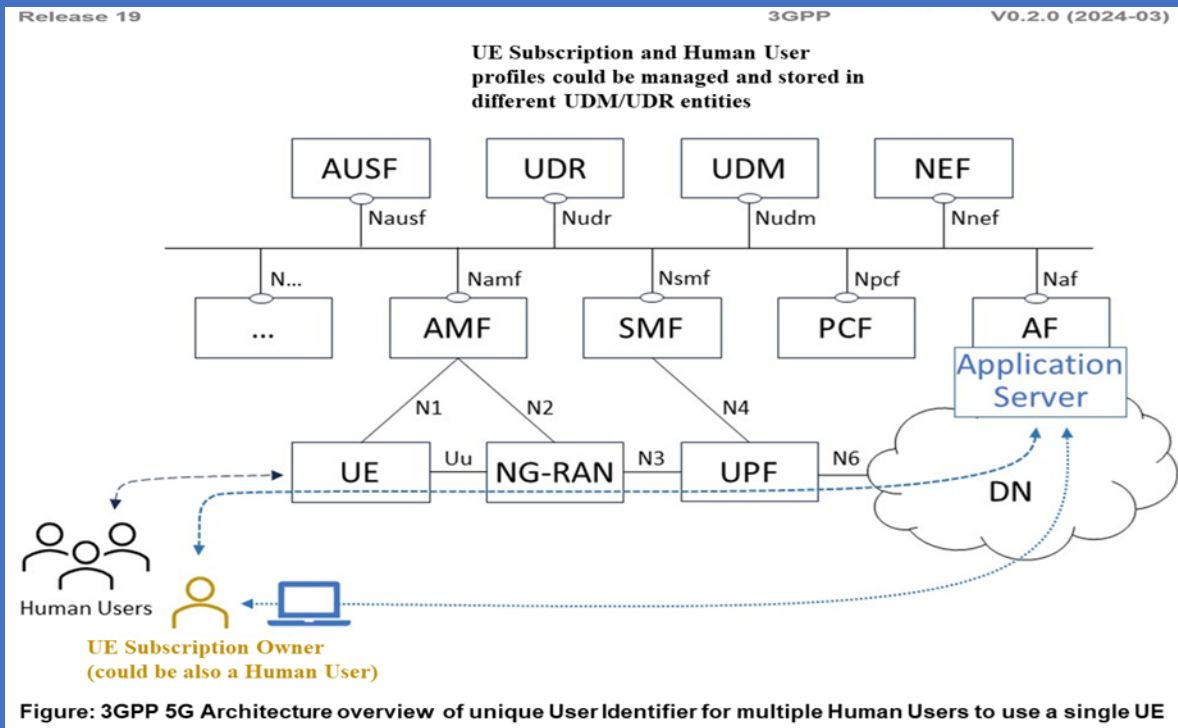 Release 19 3GPP V0.2.0 (2024-03)
UE Subscription and Human User
profiles could be managed and stored in
different UDM/UDR entities
AUSF UDR UDM NEF
Nausf Nudr Nudm Nnef
N... Namf Nsmf Npcf Naf
... AMF SMF PCF AF
Application
Server
N1 N2 N4
UE Uu NG-RAN N3 UPF N6
DN
Human Users
UE Subscription Owner
(could be also a Human User)
Figure: 3GPP 5G Architecture overview of unique User Identifier for multiple Human Users to use a single UE